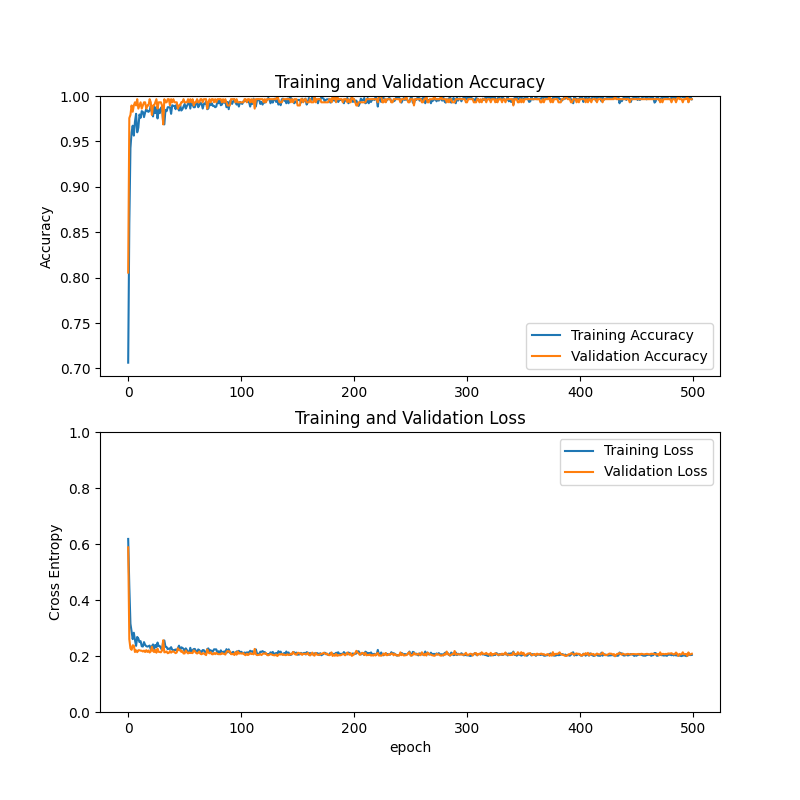 Training and Validation Accuracy
1.00
0.95
0.90
0.85
0.80
0.75
0.70
Accuracy
Training Accuracy
Validation Accuracy
0 100 200 300 400 500
Training and Validation Loss
1.0
0.8
0.6
0.4
0.2
0.0
Cross Entropy
Training Loss
Validation Loss
0 100 200 300 400 500
epoch